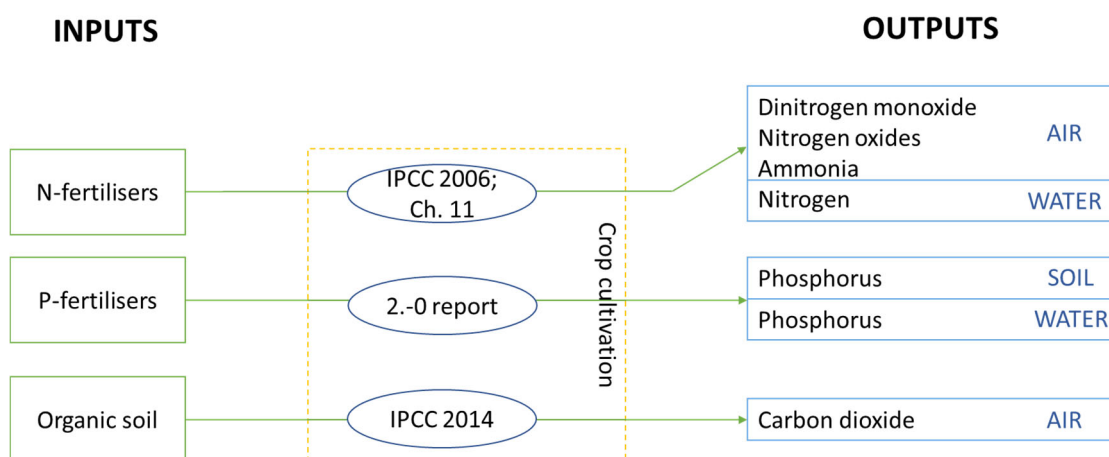 INPUTS
OUTPUTS
N-fertilisers
IPCC 2006;
Ch. 11
Dinitrogen monoxide
Nitrogen oxides
Ammonia
AIR
Nitrogen
WATER
Crop cultivation
P-fertilisers
2.-0 report
Phosphorus
SOIL
Phosphorus
WATER
Organic soil
IPCC 2014
Carbon dioxide
AIR